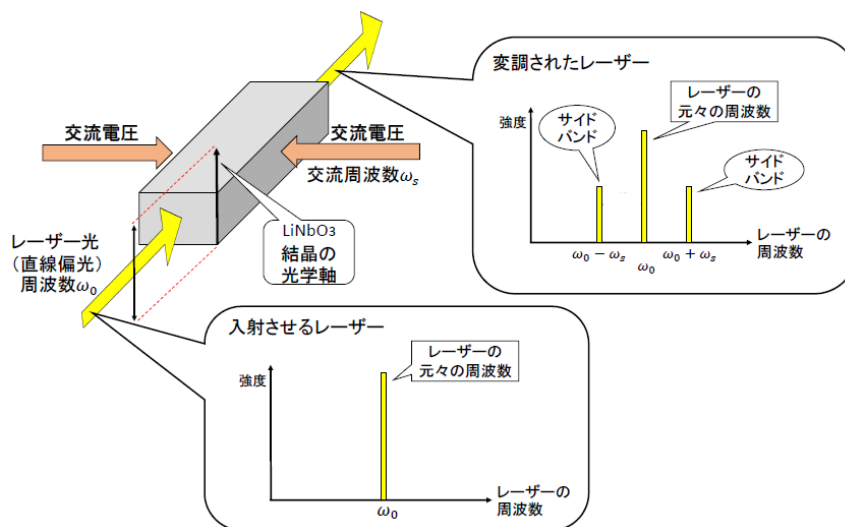 変調されたレーザー
レーザーの
元々の周波数
強度
サイド
バンド
サイド
バンド
ω₀ − ωₛ
ω₀
ω₀ + ωₛ
レーザーの
周波数
交流電圧
交流電圧
交流周波数ωₛ
LiNbO₃
結晶の
光学軸
レーザー光
(直線偏光)
周波数ω₀
入射させるレーザー
レーザーの
元々の周波数
強度
ω₀
レーザーの
周波数